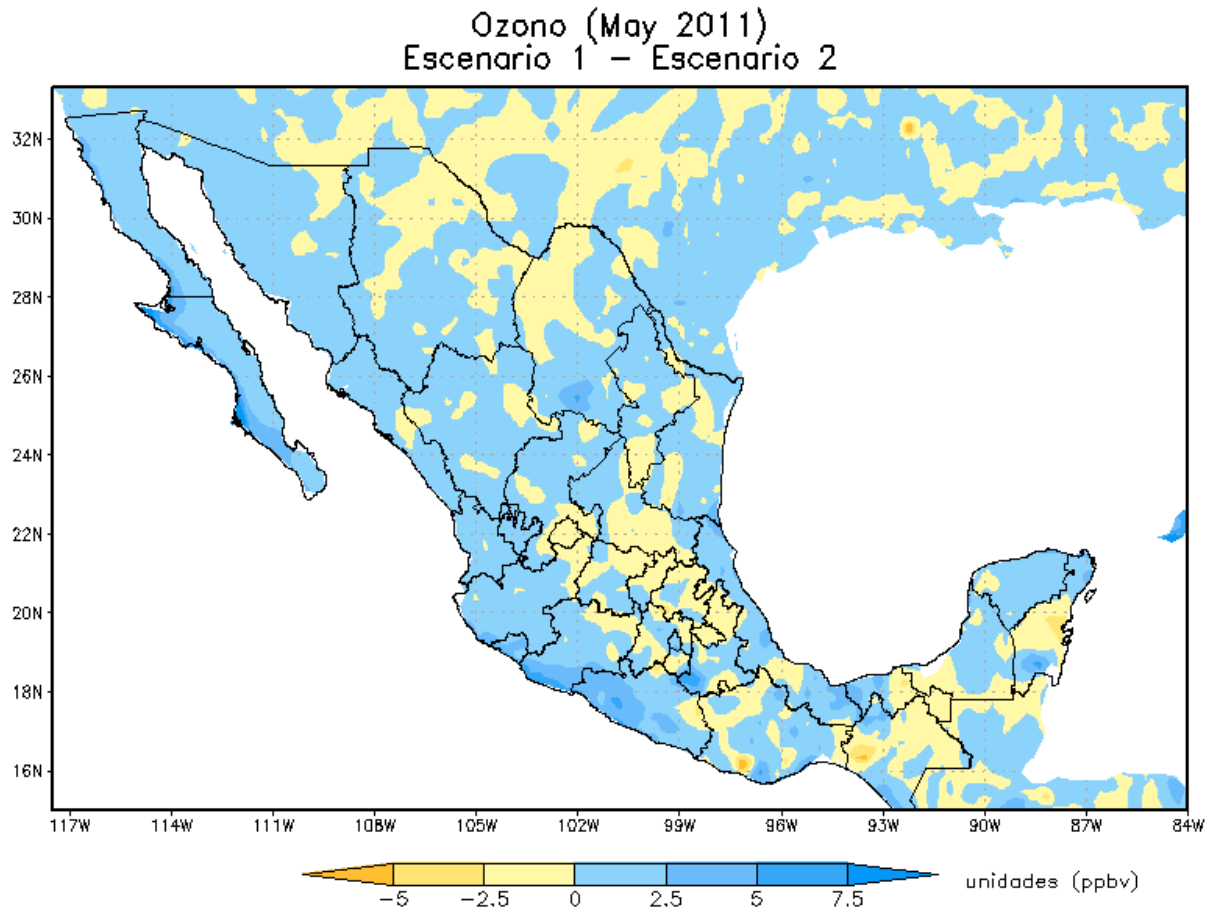 Ozono (May 2011)
Escenario 1 – Escenario 2
32N
30N
28N
26N
24N
22N
20N
18N
16N
117W 114W 111W 108W 105W 102W 99W 96W 93W 90W 87W 84W
−5 −2.5 0 2.5 5 7.5
unidades (ppbv)